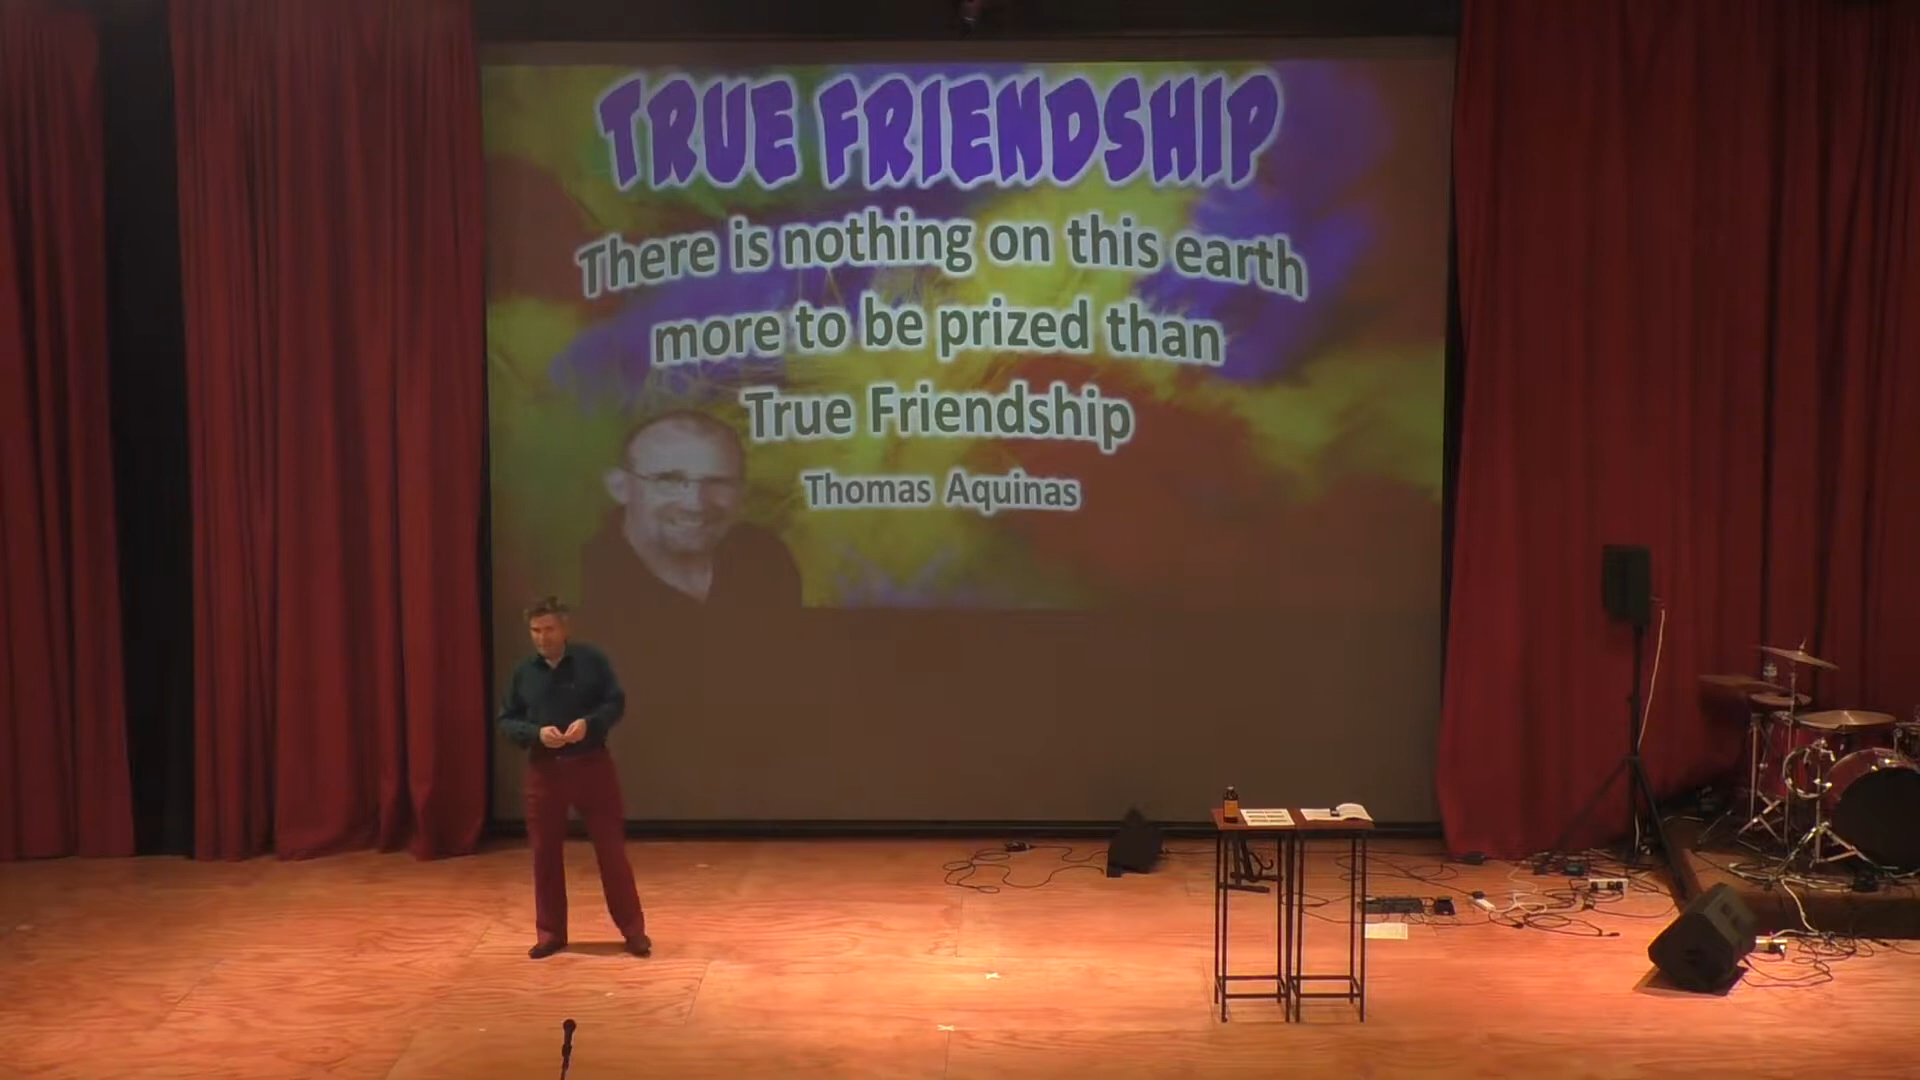 TRUE FRIENDSHIP
There is nothing on this earth
more to be prized than
True Friendship
Thomas Aquinas